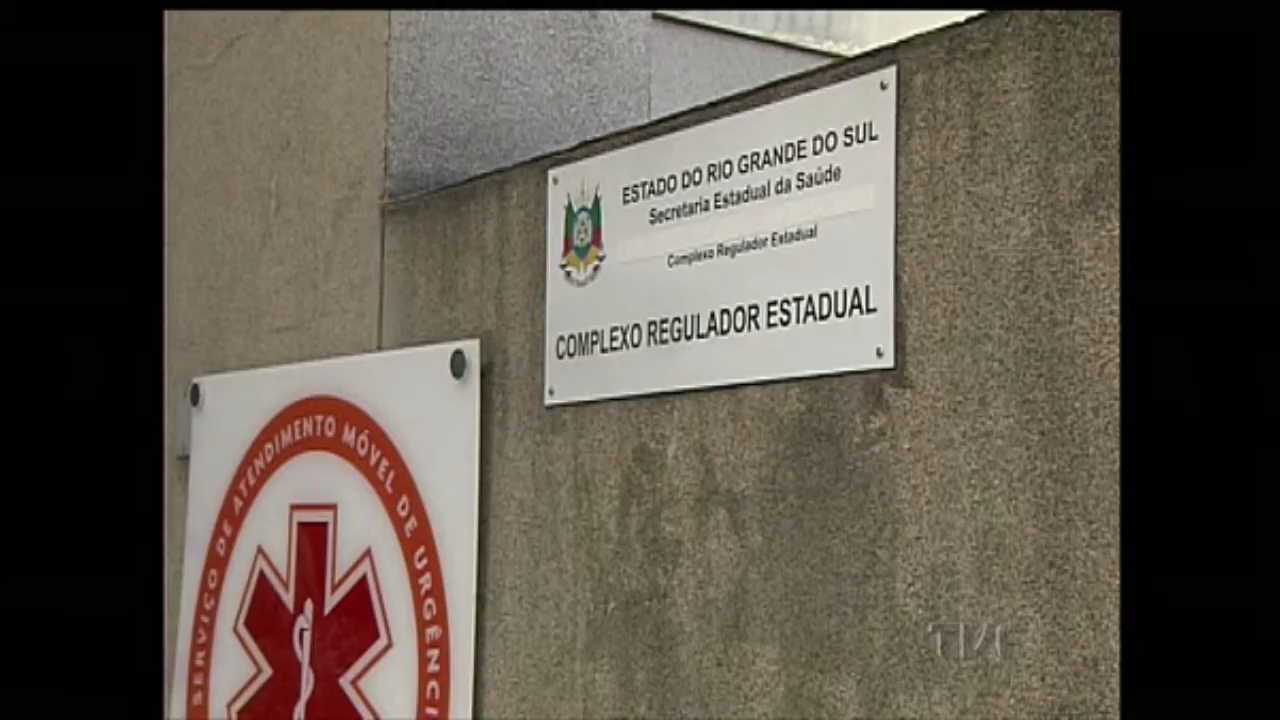 ESTADO DO RIO GRANDE DO SUL
Secretaria Estadual da Saúde
Complexo Regulador Estadual
COMPLEXO REGULADOR ESTADUAL
SERVIÇO DE ATENDIMENTO MÓVEL DE URGÊNCI